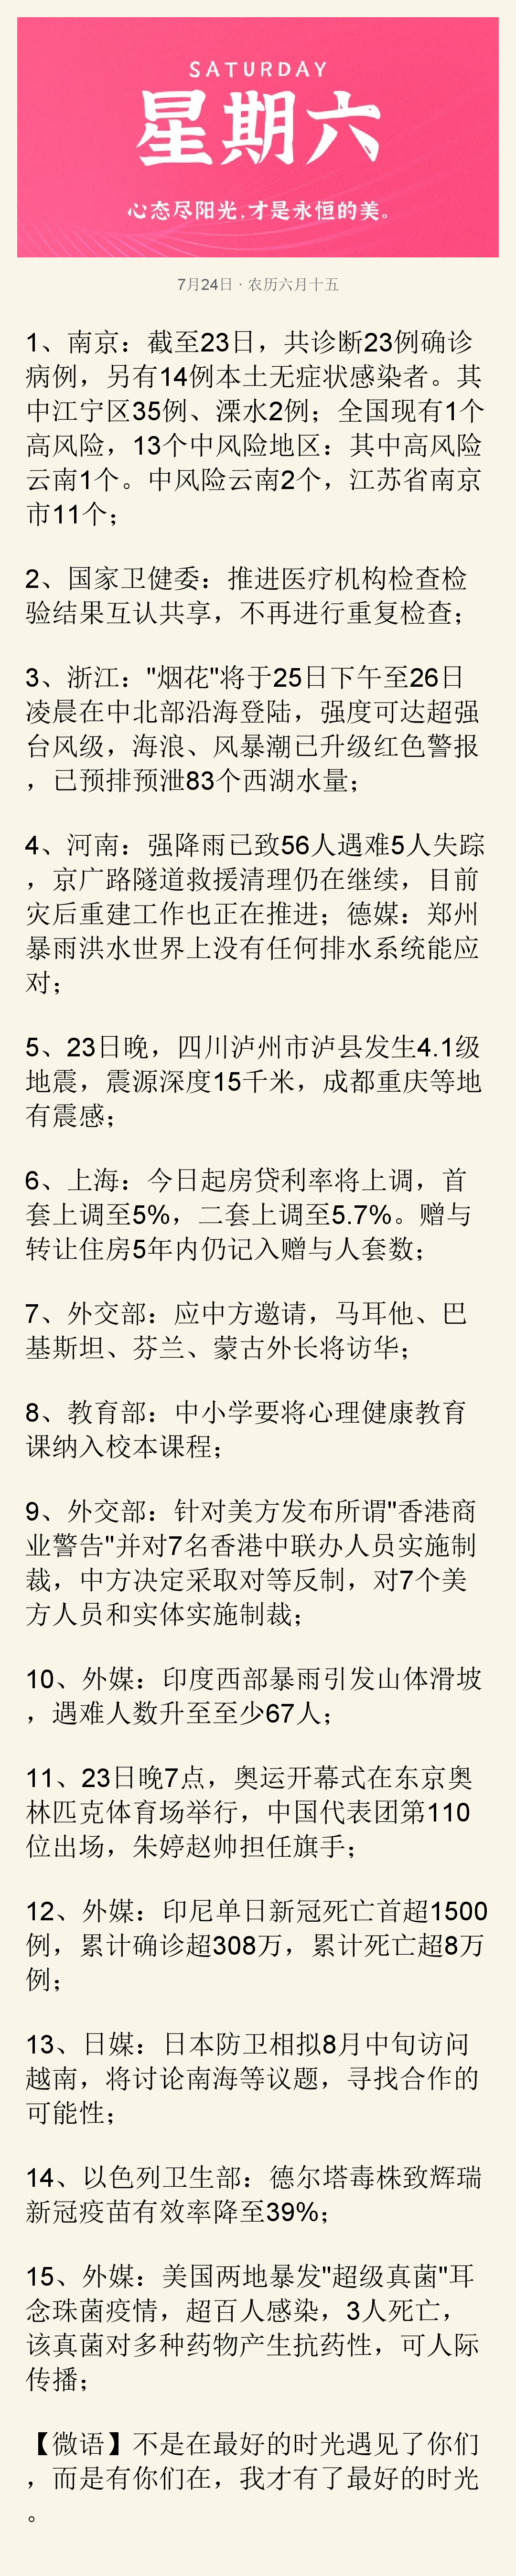 SATURDAY
星期六
心态尽阳光,才是永恒的美。
7月24日 · 农历六月十五
1、南京：截至23日，共诊断23例确诊
病例，另有14例本土无症状感染者。其
中江宁区35例、溧水2例；全国现有1个
高风险，13个中风险地区：其中高风险
云南1个。中风险云南2个，江苏省南京
市11个；
2、国家卫健委：推进医疗机构检查检
验结果互认共享，不再进行重复检查；
3、浙江："烟花"将于25日下午至26日
凌晨在中北部沿海登陆，强度可达超强
台风级，海浪、风暴潮已升级红色警报
，已预排预泄83个西湖水量；
4、河南：强降雨已致56人遇难5人失踪
，京广路隧道救援清理仍在继续，目前
灾后重建工作也正在推进；德媒：郑州
暴雨洪水世界上没有任何排水系统能应
对；
5、23日晚，四川泸州市泸县发生4.1级
地震，震源深度15千米，成都重庆等地
有震感；
6、上海：今日起房贷利率将上调，首
套上调至5%，二套上调至5.7%。赠与
转让住房5年内仍记入赠与人套数；
7、外交部：应中方邀请，马耳他、巴
基斯坦、芬兰、蒙古外长将访华；
8、教育部：中小学要将心理健康教育
课纳入校本课程；
9、外交部：针对美方发布所谓"香港商
业警告"并对7名香港中联办人员实施制
裁，中方决定采取对等反制，对7个美
方人员和实体实施制裁；
10、外媒：印度西部暴雨引发山体滑坡
，遇难人数升至至少67人；
11、23日晚7点，奥运开幕式在东京奥
林匹克体育场举行，中国代表团第110
位出场，朱婷赵帅担任旗手；
12、外媒：印尼单日新冠死亡首超1500
例，累计确诊超308万，累计死亡超8万
例；
13、日媒：日本防卫相拟8月中旬访问
越南，将讨论南海等议题，寻找合作的
可能性；
14、以色列卫生部：德尔塔毒株致辉瑞
新冠疫苗有效率降至39%；
15、外媒：美国两地暴发"超级真菌"耳
念珠菌疫情，超百人感染，3人死亡，
该真菌对多种药物产生抗药性，可人际
传播；
【微语】不是在最好的时光遇见了你们
，而是有你们在，我才有了最好的时光
。